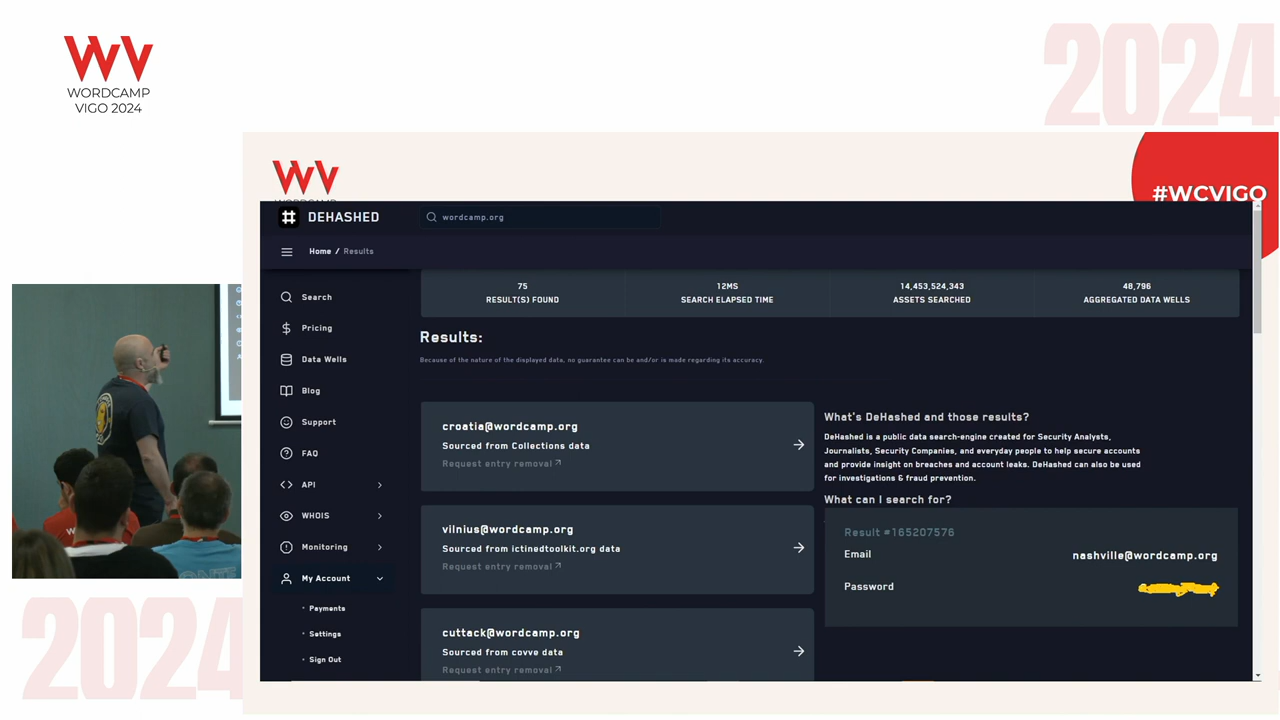 WORDCAMP
VIGO 2024
2024
#WCVIGO
DEHASHED
wordcamp.org
Home / Results
Search
Pricing
Data Wells
Blog
Support
FAQ
API
WHOIS
Monitoring
My Account
Payments
Settings
Sign Out
75
RESULT(S) FOUND
12MS
SEARCH ELAPSED TIME
14,453,524,343
ASSETS SEARCHED
48,796
AGGREGATED DATA WELLS
Results:
Because of the nature of the displayed data, no guarantee can be and/or is made regarding its accuracy.
croatia@wordcamp.org
Sourced from Collections data
Request entry removal
vilnius@wordcamp.org
Sourced from ictinedtoolkit.org data
Request entry removal
cuttack@wordcamp.org
Sourced from covve data
Request entry removal
What's DeHashed and those results?
DeHashed is a public data search-engine created for Security Analysts,
Journalists, Security Companies, and everyday people to help secure accounts
and provide insight on breaches and account leaks. DeHashed can also be used
for investigations & fraud prevention.
What can I search for?
Result #165207576
Email
nashville@wordcamp.org
Password
2024